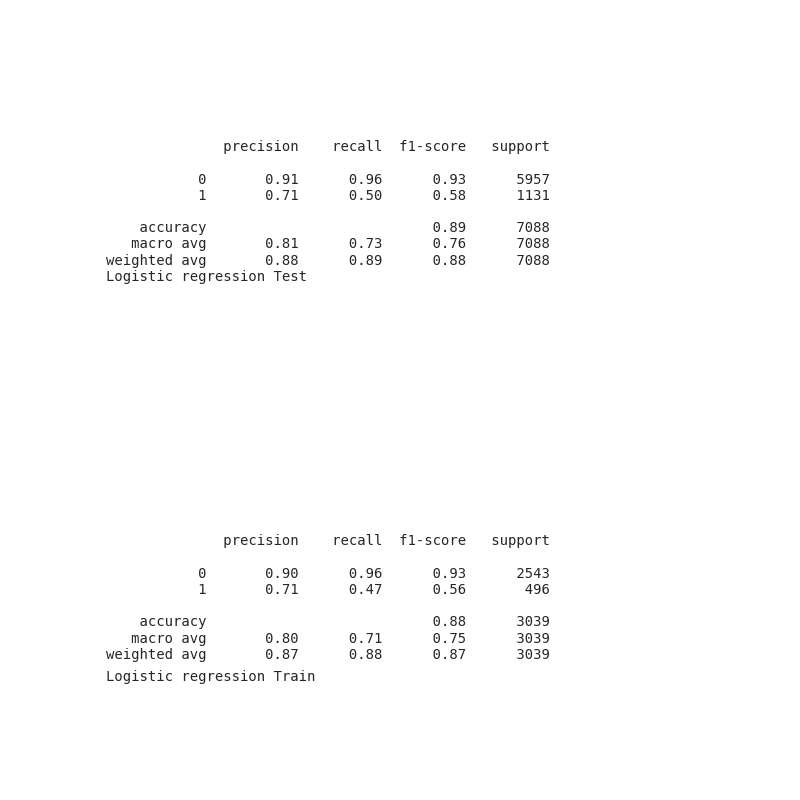 precision recall f1-score support
0 0.91 0.96 0.93 5957
1 0.71 0.50 0.58 1131
accuracy 0.89 7088
macro avg 0.81 0.73 0.76 7088
weighted avg 0.88 0.89 0.88 7088
Logistic regression Test
precision recall f1-score support
0 0.90 0.96 0.93 2543
1 0.71 0.47 0.56 496
accuracy 0.88 3039
macro avg 0.80 0.71 0.75 3039
weighted avg 0.87 0.88 0.87 3039
Logistic regression Train